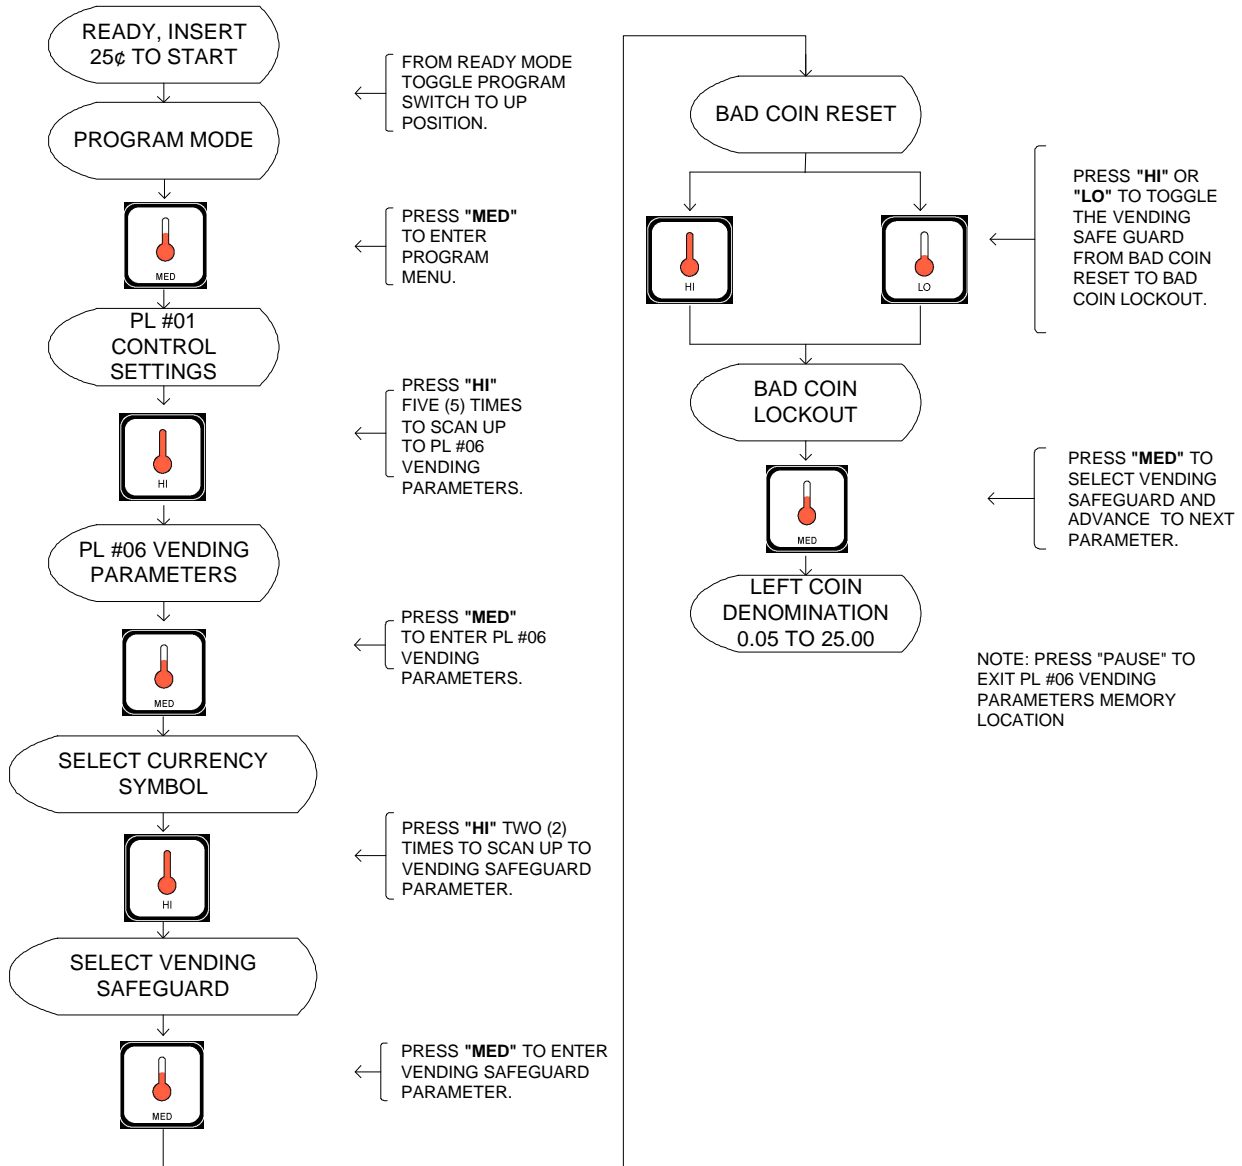 READY, INSERT
25¢ TO START
FROM READY MODE
TOGGLE PROGRAM
SWITCH TO UP
POSITION.
PROGRAM MODE
MED
PRESS "MED"
TO ENTER
PROGRAM
MENU.
PL #01
CONTROL
SETTINGS
HI
PRESS "HI"
FIVE (5) TIMES
TO SCAN UP
TO PL #06
VENDING
PARAMETERS.
PL #06 VENDING
PARAMETERS
MED
PRESS "MED"
TO ENTER PL #06
VENDING
PARAMETERS.
SELECT CURRENCY
SYMBOL
HI
PRESS "HI" TWO (2)
TIMES TO SCAN UP TO
VENDING SAFEGUARD
PARAMETER.
SELECT VENDING
SAFEGUARD
MED
PRESS "MED" TO ENTER
VENDING SAFEGUARD
PARAMETER.
BAD COIN RESET
HI
LO
PRESS "HI" OR
"LO" TO TOGGLE
THE VENDING
SAFE GUARD
FROM BAD COIN
RESET TO BAD
COIN LOCKOUT.
BAD COIN
LOCKOUT
MED
PRESS "MED" TO
SELECT VENDING
SAFEGUARD AND
ADVANCE  TO NEXT
PARAMETER.
LEFT COIN
DENOMINATION
0.05 TO 25.00
NOTE: PRESS "PAUSE" TO
EXIT PL #06 VENDING
PARAMETERS MEMORY
LOCATION